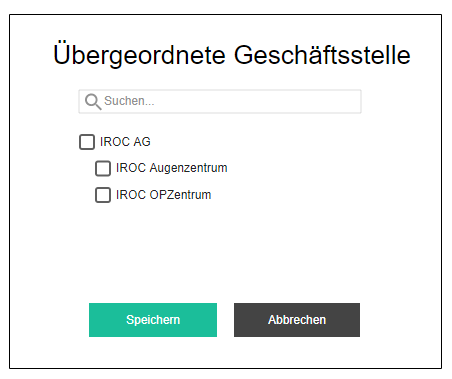 Übergeordnete Geschäftsstelle
Suchen...
IROC AG
IROC Augenzentrum
IROC OPZentrum
Speichern
Abbrechen